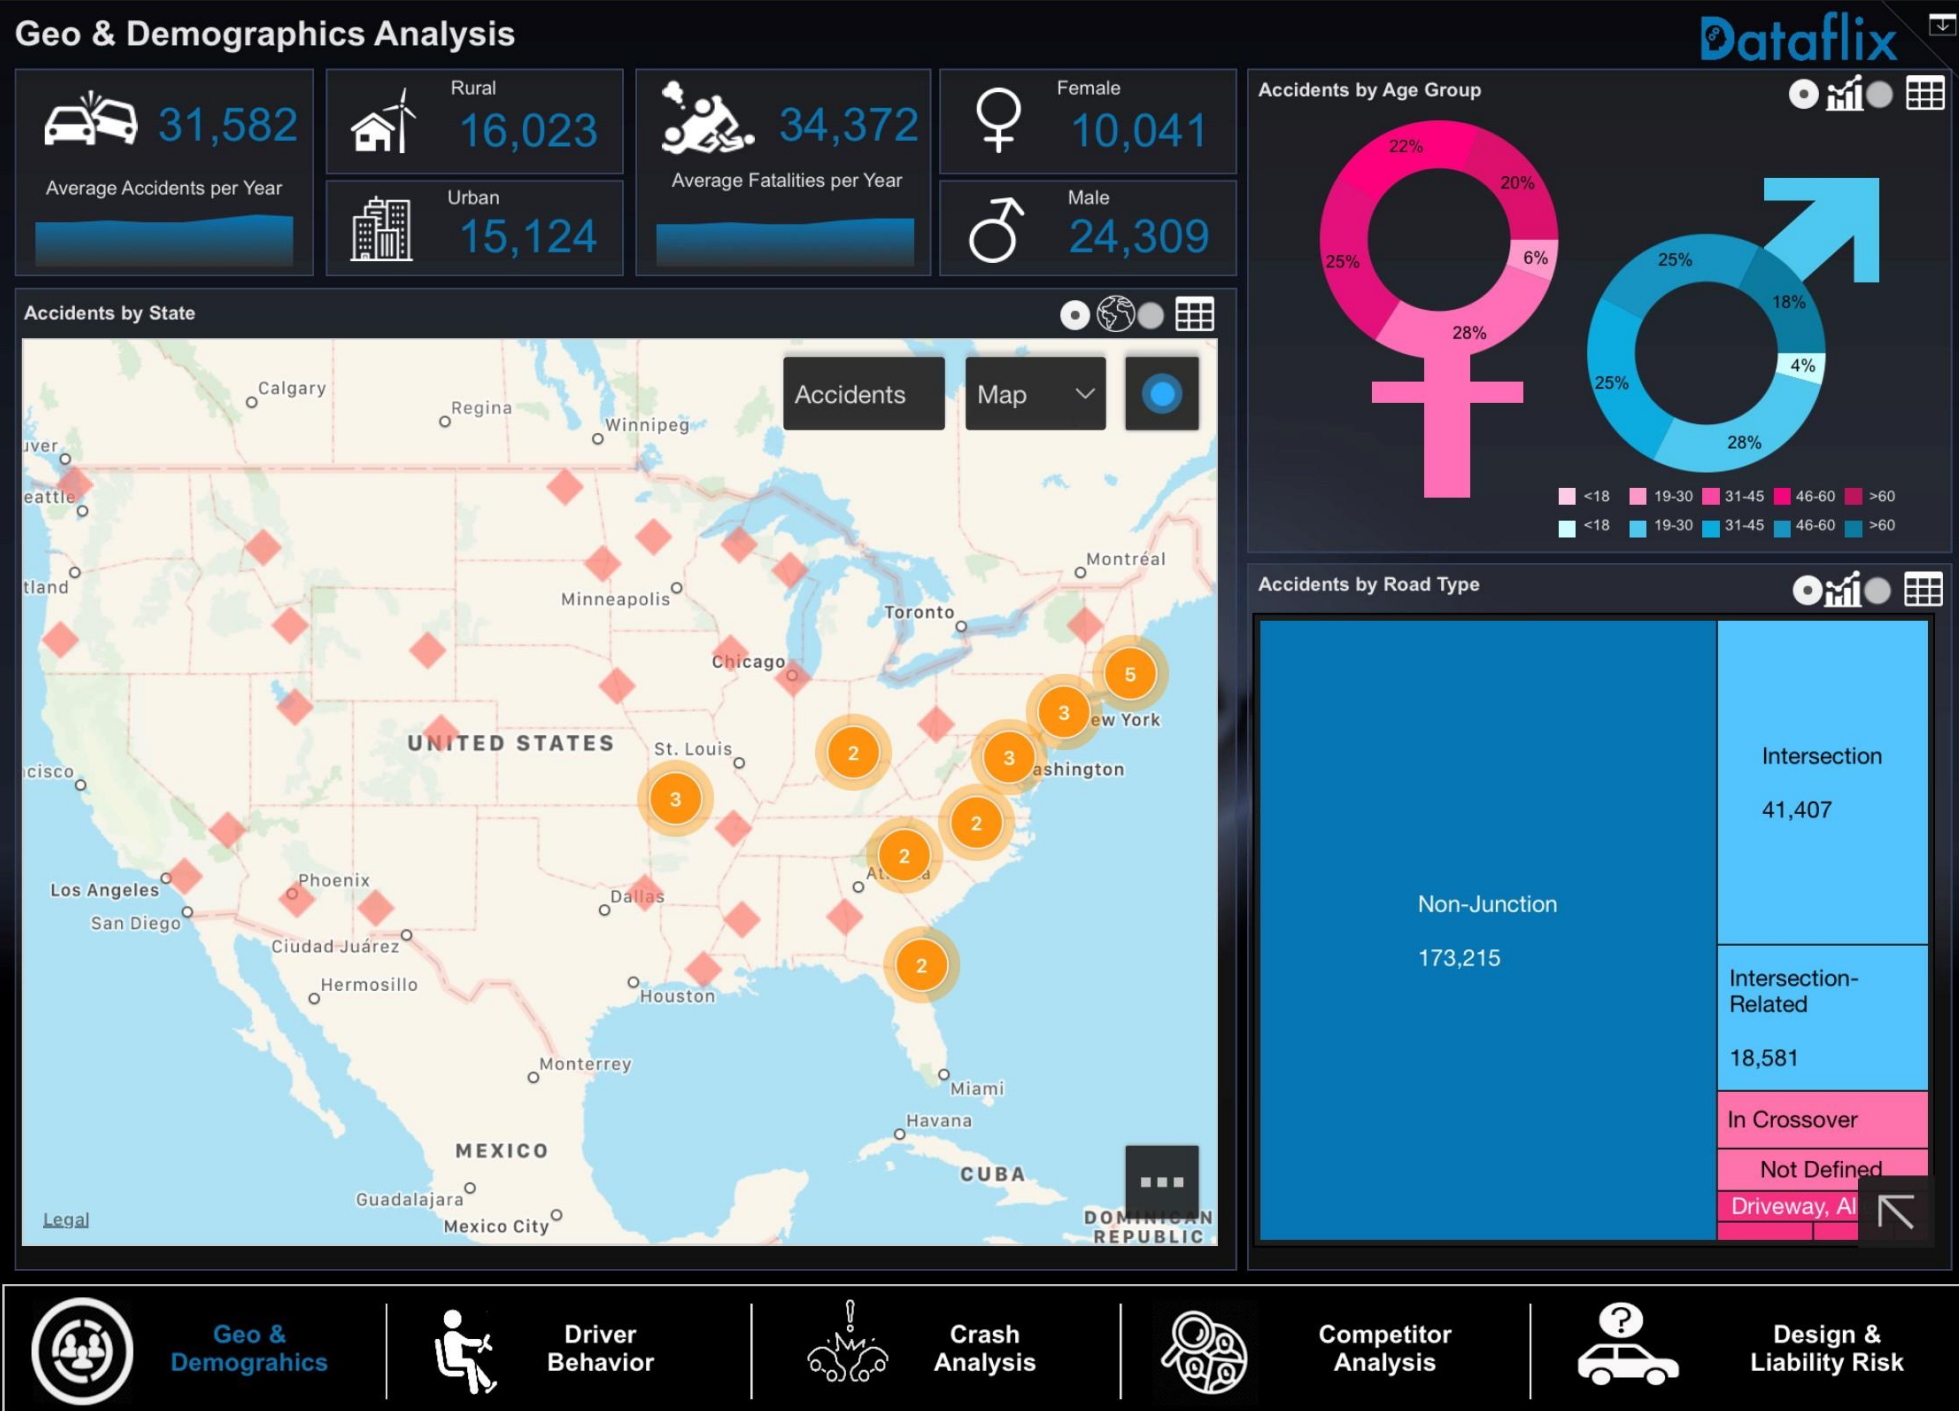 Geo & Demographics Analysis
Dataflix
31,582
Average Accidents per Year
Rural
16,023
Urban
15,124
34,372
Average Fatalities per Year
Female
10,041
Male
24,309
Accidents by Age Group
22%
20%
6%
25%
28%
25%
18%
4%
25%
28%
<18 19-30 31-45 46-60 >60
<18 19-30 31-45 46-60 >60
Accidents by State
Accidents
Map
Calgary
Regina
Winnipeg
uver
eattle
tland
Minneapolis
Montréal
Toronto
Chicago
5
3
ew York
2
3
ashington
UNITED STATES
St. Louis
cisco
3
2
2
Los Angeles
Phoenix
San Diego
Dallas
Ciudad Juárez
2
Hermosillo
Houston
Monterrey
Miami
Havana
MEXICO
CUBA
Guadalajara
Mexico City
DOMINICAN
REPUBLIC
Legal
Accidents by Road Type
Non-Junction
173,215
Intersection
41,407
Intersection-
Related
18,581
In Crossover
Not Defined
Driveway, Al
Geo &
Demograhics
Driver
Behavior
Crash
Analysis
Competitor
Analysis
?
Design &
Liability Risk